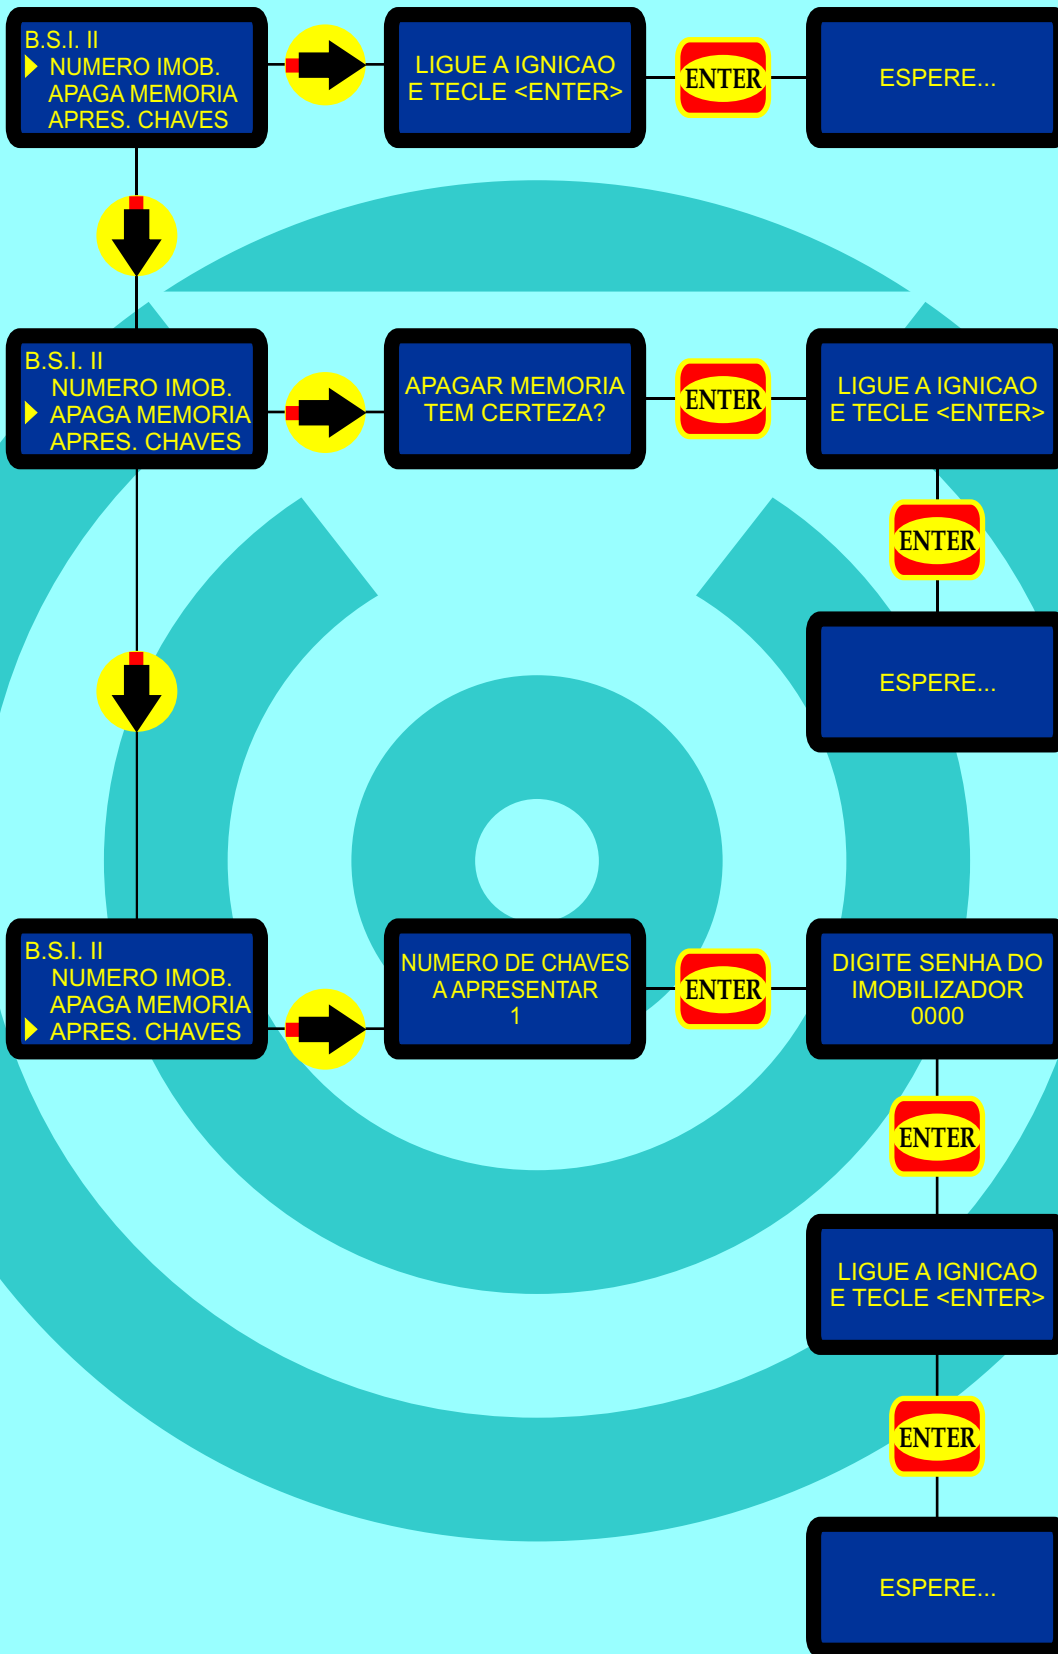 B.S.I. II
NUMERO IMOB.
APAGA MEMORIA
APRES. CHAVES
LIGUE A IGNICAO
E TECLE <ENTER>
ENTER
ESPERE...
B.S.I. II
NUMERO IMOB.
APAGA MEMORIA
APRES. CHAVES
APAGAR MEMORIA
TEM CERTEZA?
ENTER
LIGUE A IGNICAO
E TECLE <ENTER>
ENTER
ESPERE...
B.S.I. II
NUMERO IMOB.
APAGA MEMORIA
APRES. CHAVES
NUMERO DE CHAVES
A APRESENTAR
1
ENTER
DIGITE SENHA DO
IMOBILIZADOR
0000
ENTER
LIGUE A IGNICAO
E TECLE <ENTER>
ENTER
ESPERE...